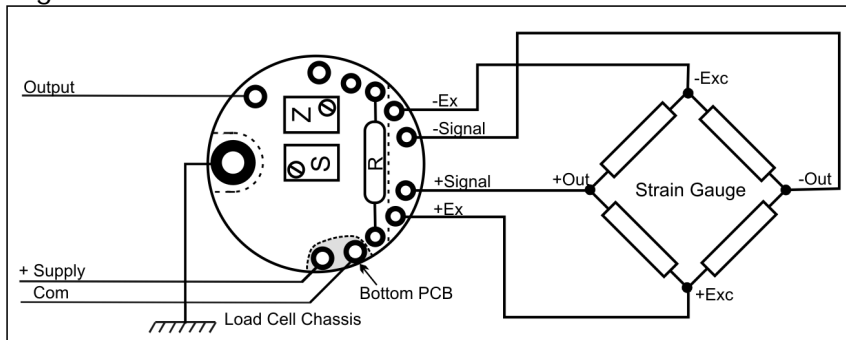 Output
Z
S
R
-Ex
-Signal
+Signal
+Ex
-Exc
+Out
Strain Gauge
-Out
+Exc
+ Supply
Com
Bottom PCB
Load Cell Chassis